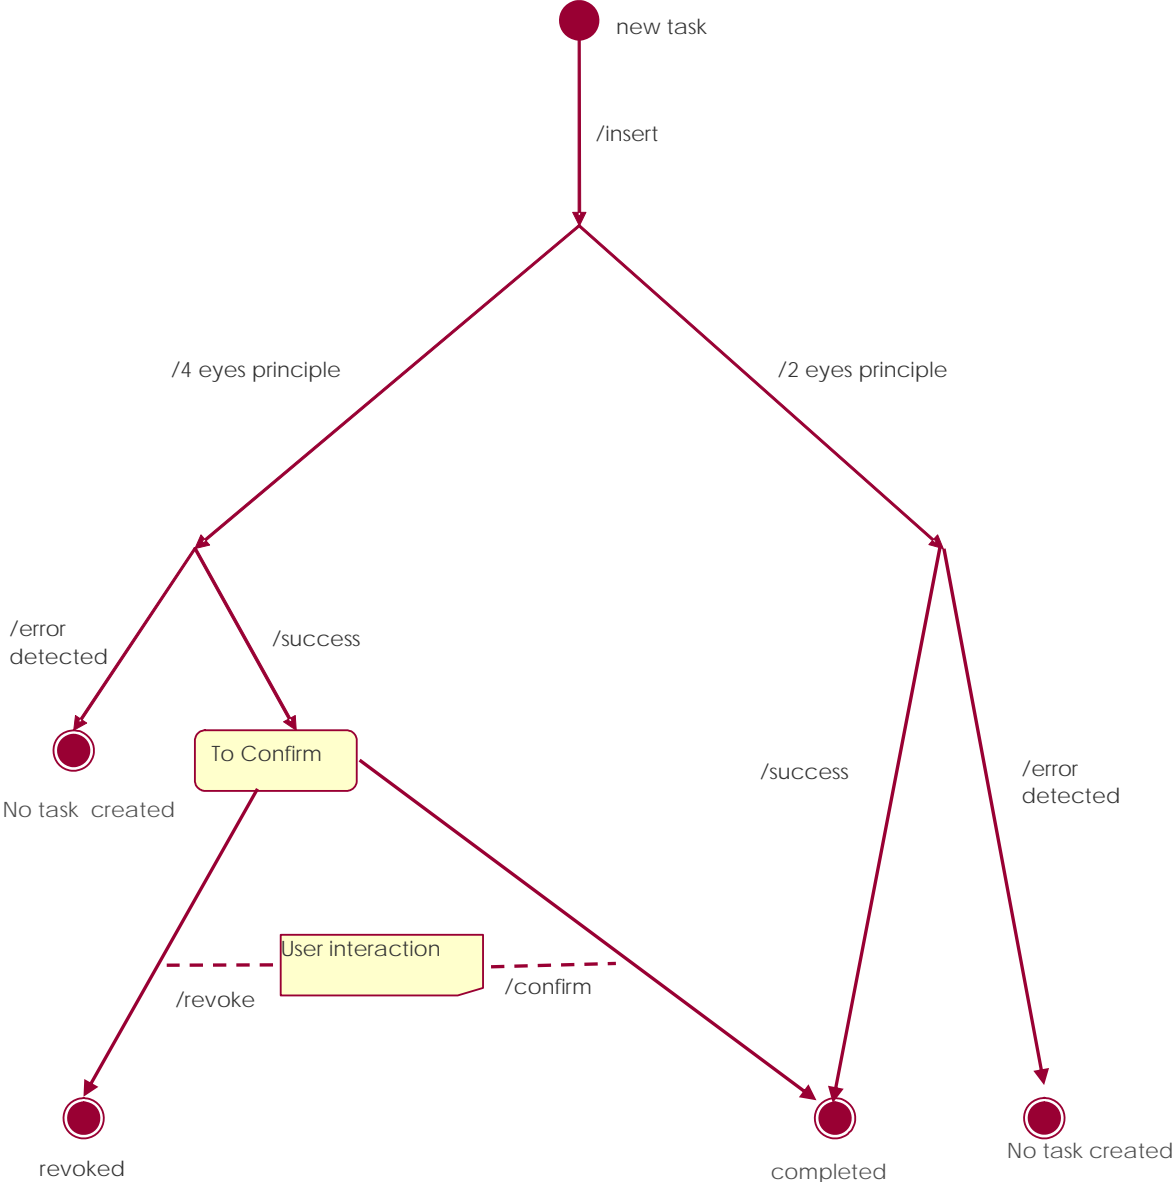 new task
/insert
/4 eyes principle
/2 eyes principle
/error
detected
/success
To Confirm
No task  created
/success
/error
detected
User interaction
/revoke
/confirm
revoked
completed
No task created